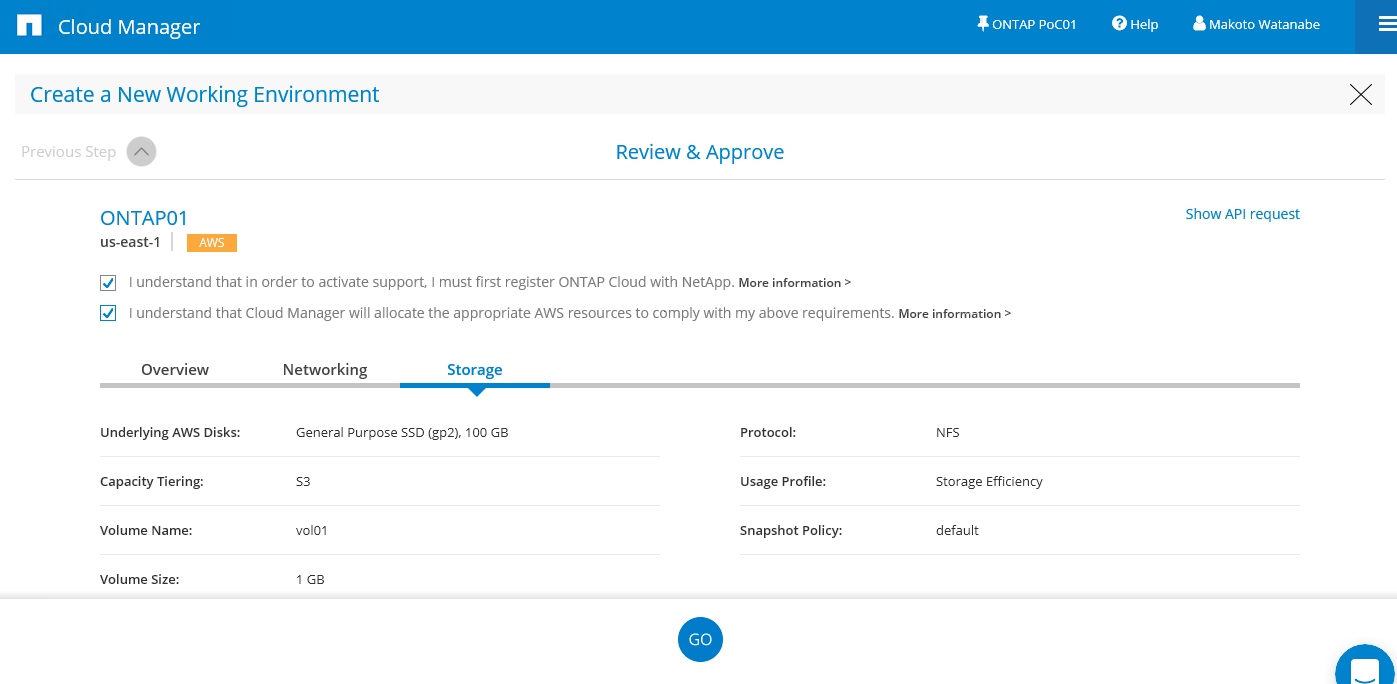 Cloud Manager
ONTAP PoC01
Help
Makoto Watanabe
Create a New Working Environment
Previous Step
Review & Approve
ONTAP01
Show API request
us-east-1
AWS
I understand that in order to activate support, I must first register ONTAP Cloud with NetApp. More information >
I understand that Cloud Manager will allocate the appropriate AWS resources to comply with my above requirements. More information >
Overview
Networking
Storage
Underlying AWS Disks: General Purpose SSD (gp2), 100 GB
Protocol: NFS
Capacity Tiering: S3
Usage Profile: Storage Efficiency
Volume Name: vol01
Snapshot Policy: default
Volume Size: 1 GB
GO